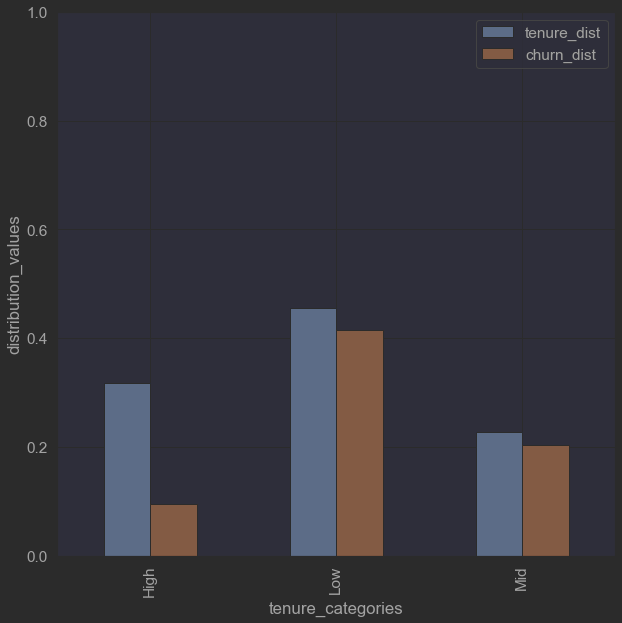 1.0
0.8
0.6
0.4
0.2
0.0
distribution_values
tenure_dist
churn_dist
High
Low
Mid
tenure_categories